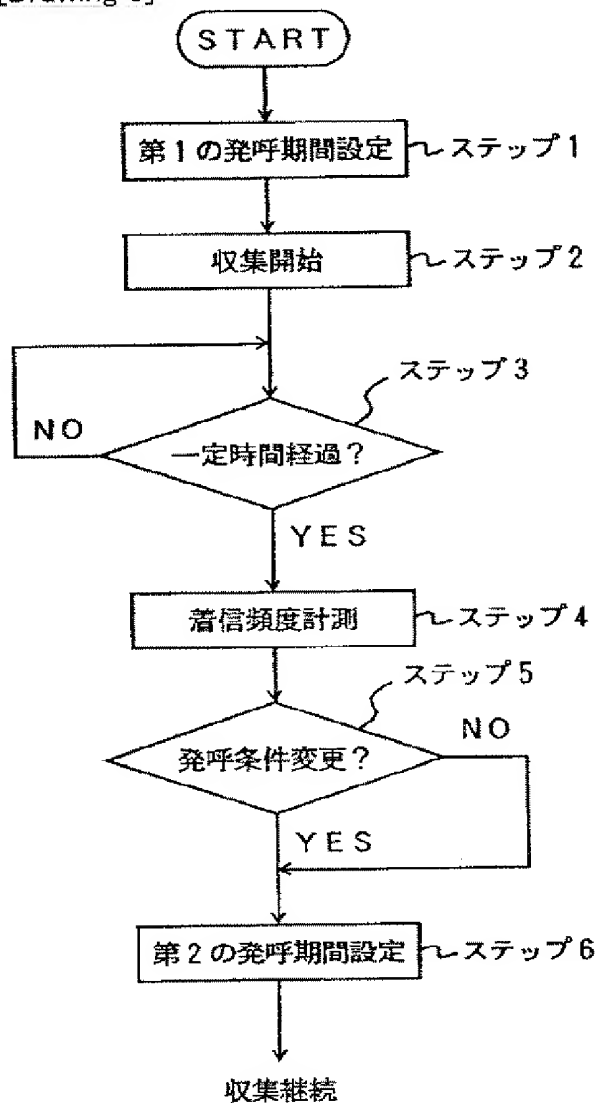 START
第1の発呼期間設定 ステップ1
収集開始 ステップ2
ステップ3
NO
一定時間経過?
YES
着信頻度計測 ステップ4
ステップ5
NO
発呼条件変更?
YES
第2の発呼期間設定 ステップ6
収集継続